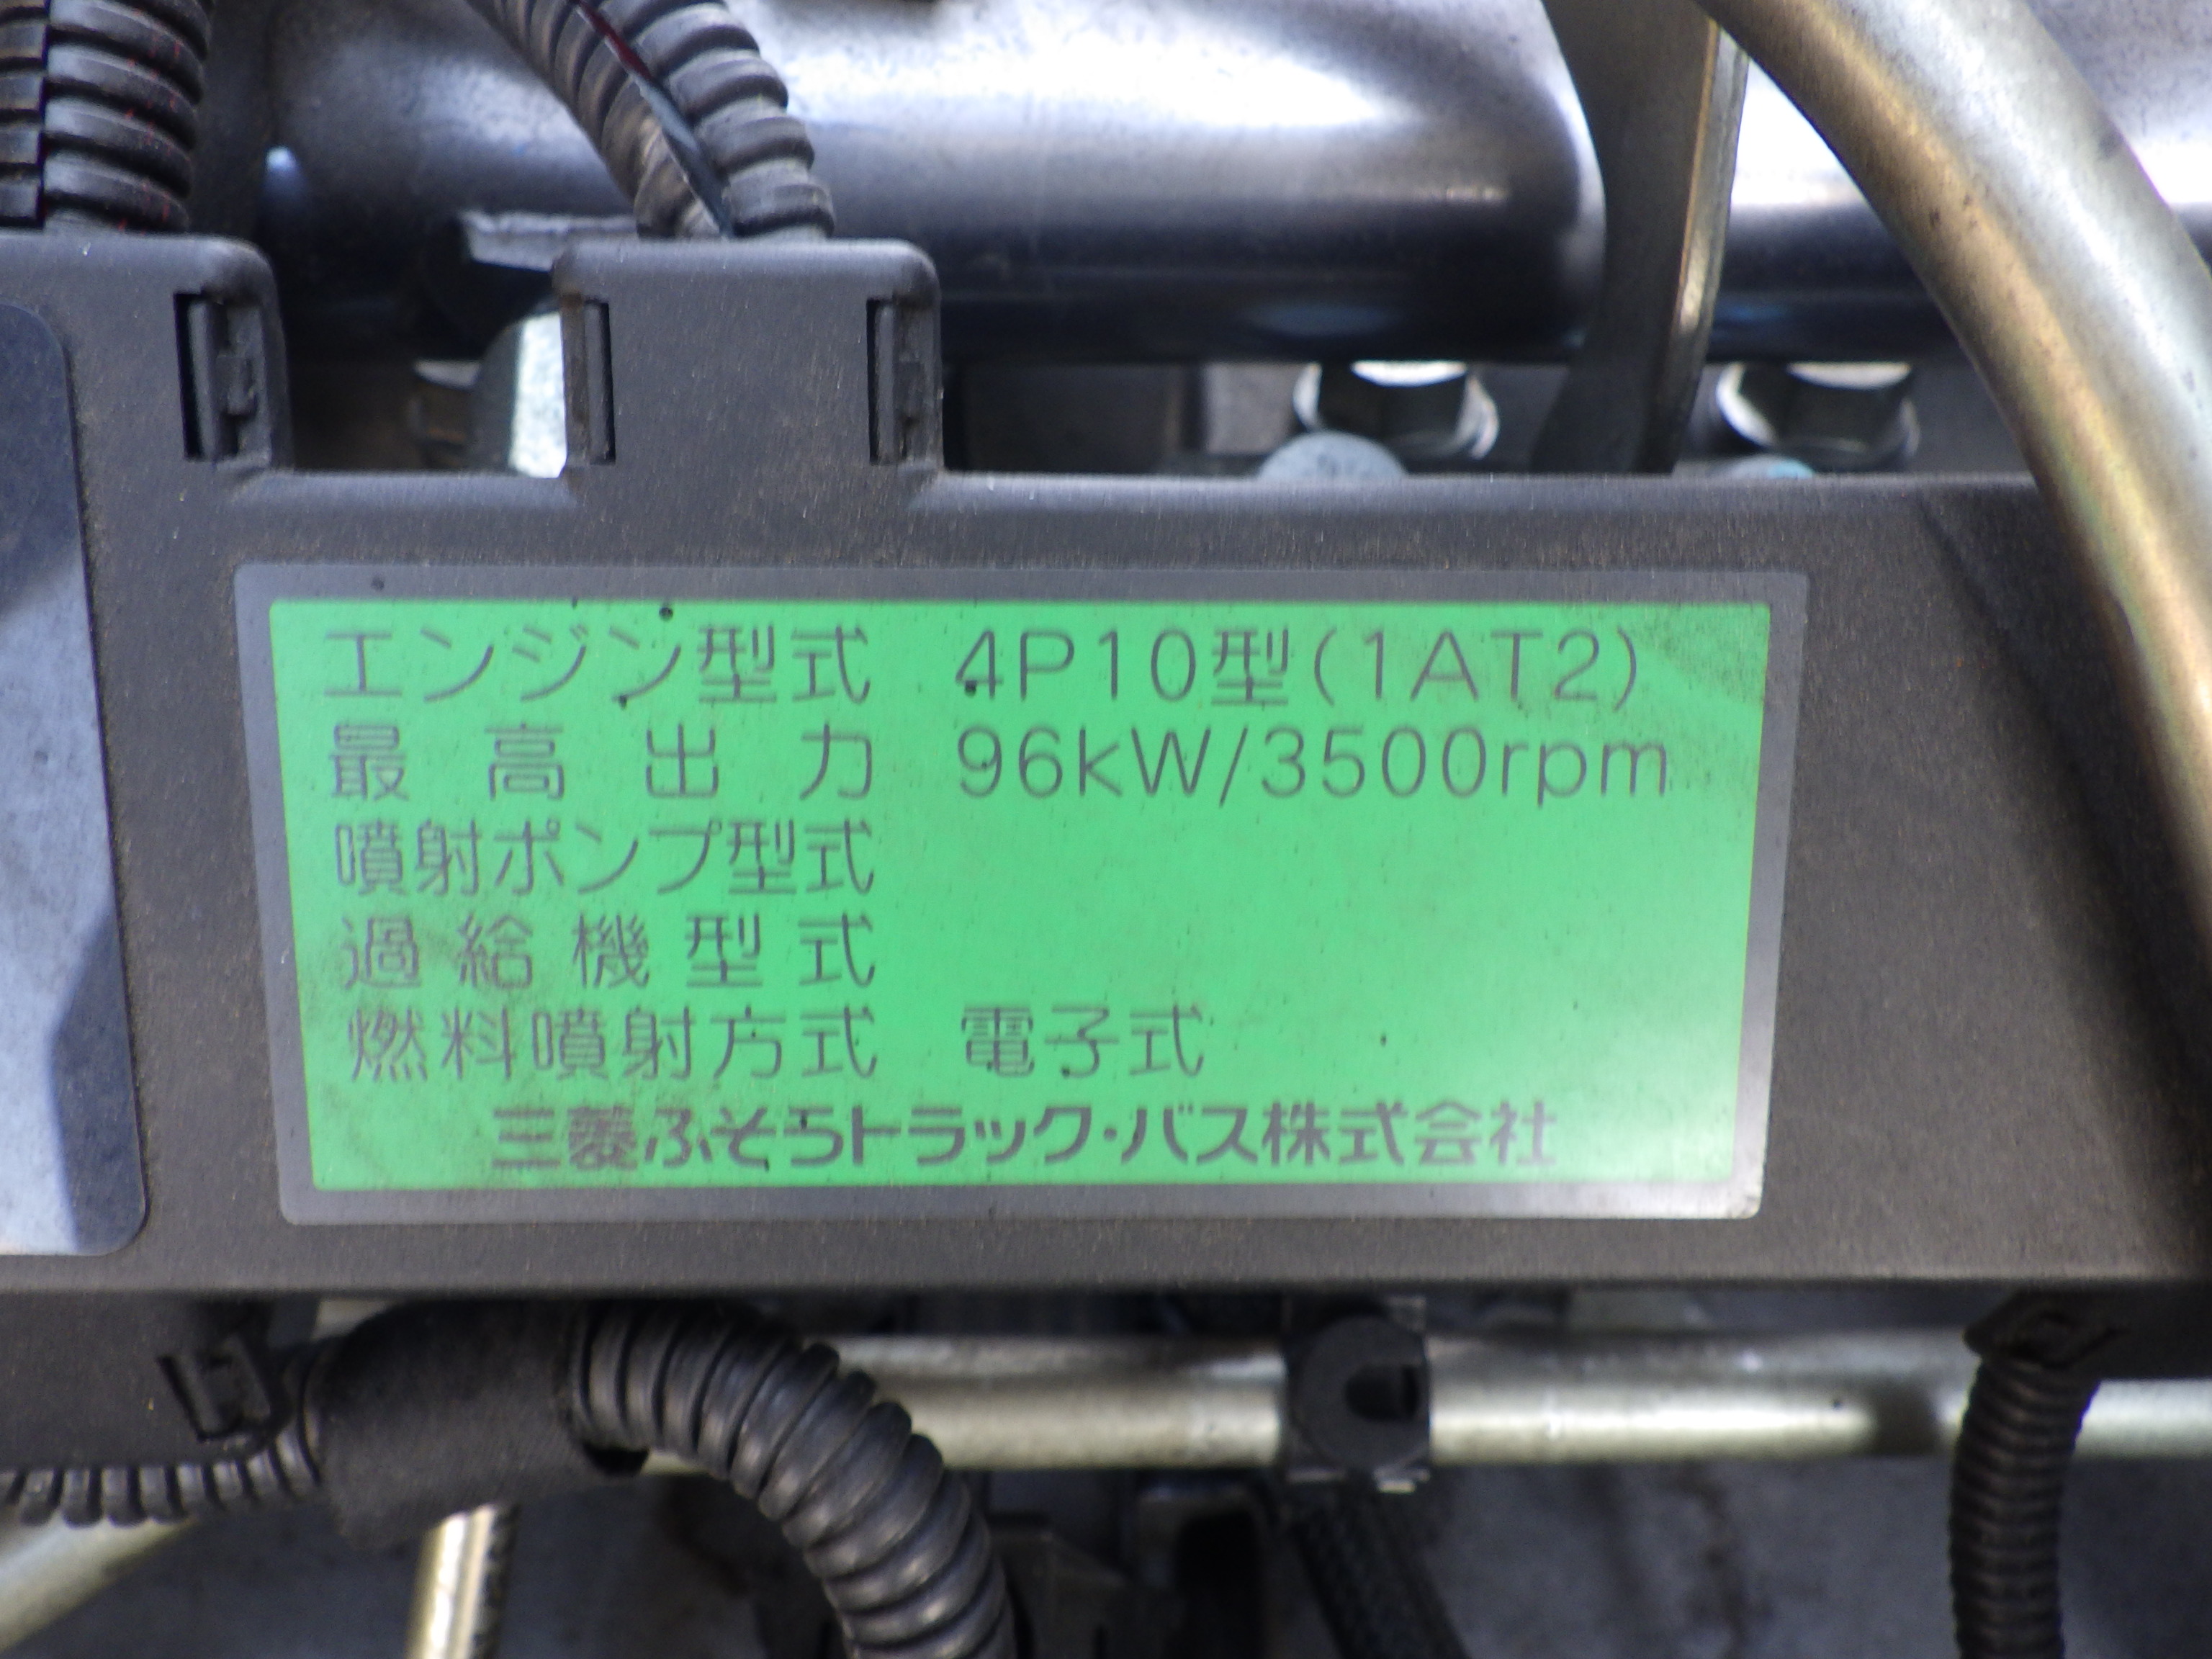 エンジン型式 4P10型(1AT2)
最高出力 96kW/3500rpm
噴射ポンプ型式
過給機型式
燃料噴射方式 電子式
三菱ふそうトラック・バス株式会社